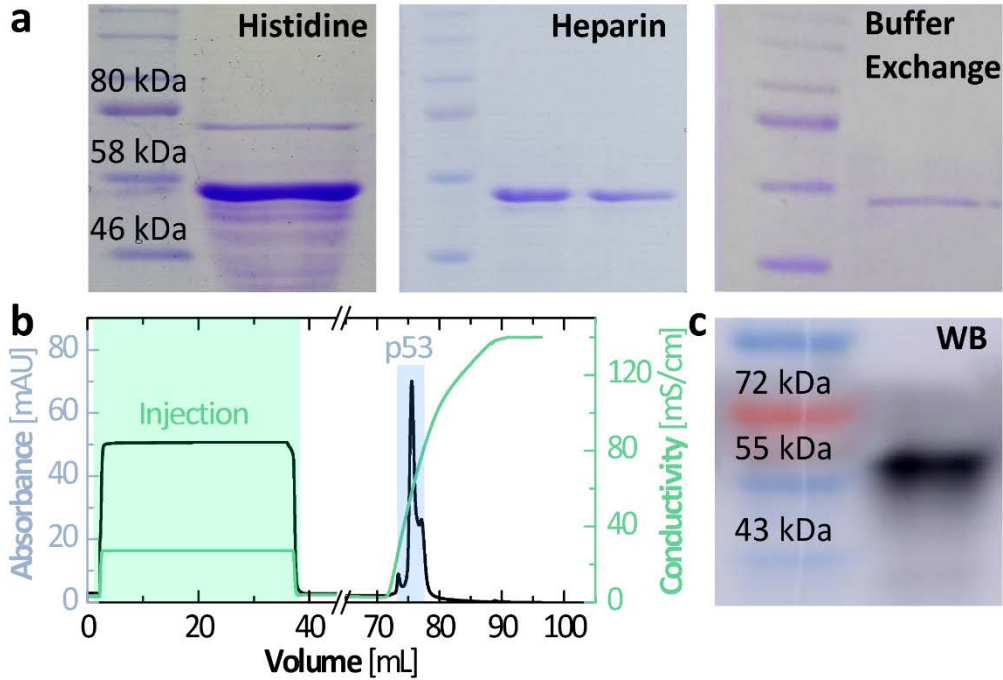 a
Histidine
80 kDa
58 kDa
46 kDa
Heparin
Buffer
Exchange
b
Absorbance [mAU]
80
60
40
20
0
Injection
p53
0
20
40
70
80
90
100
Volume [mL]
120
80
40
0
Conductivity [mS/cm]
c
WB
72 kDa
55 kDa
43 kDa